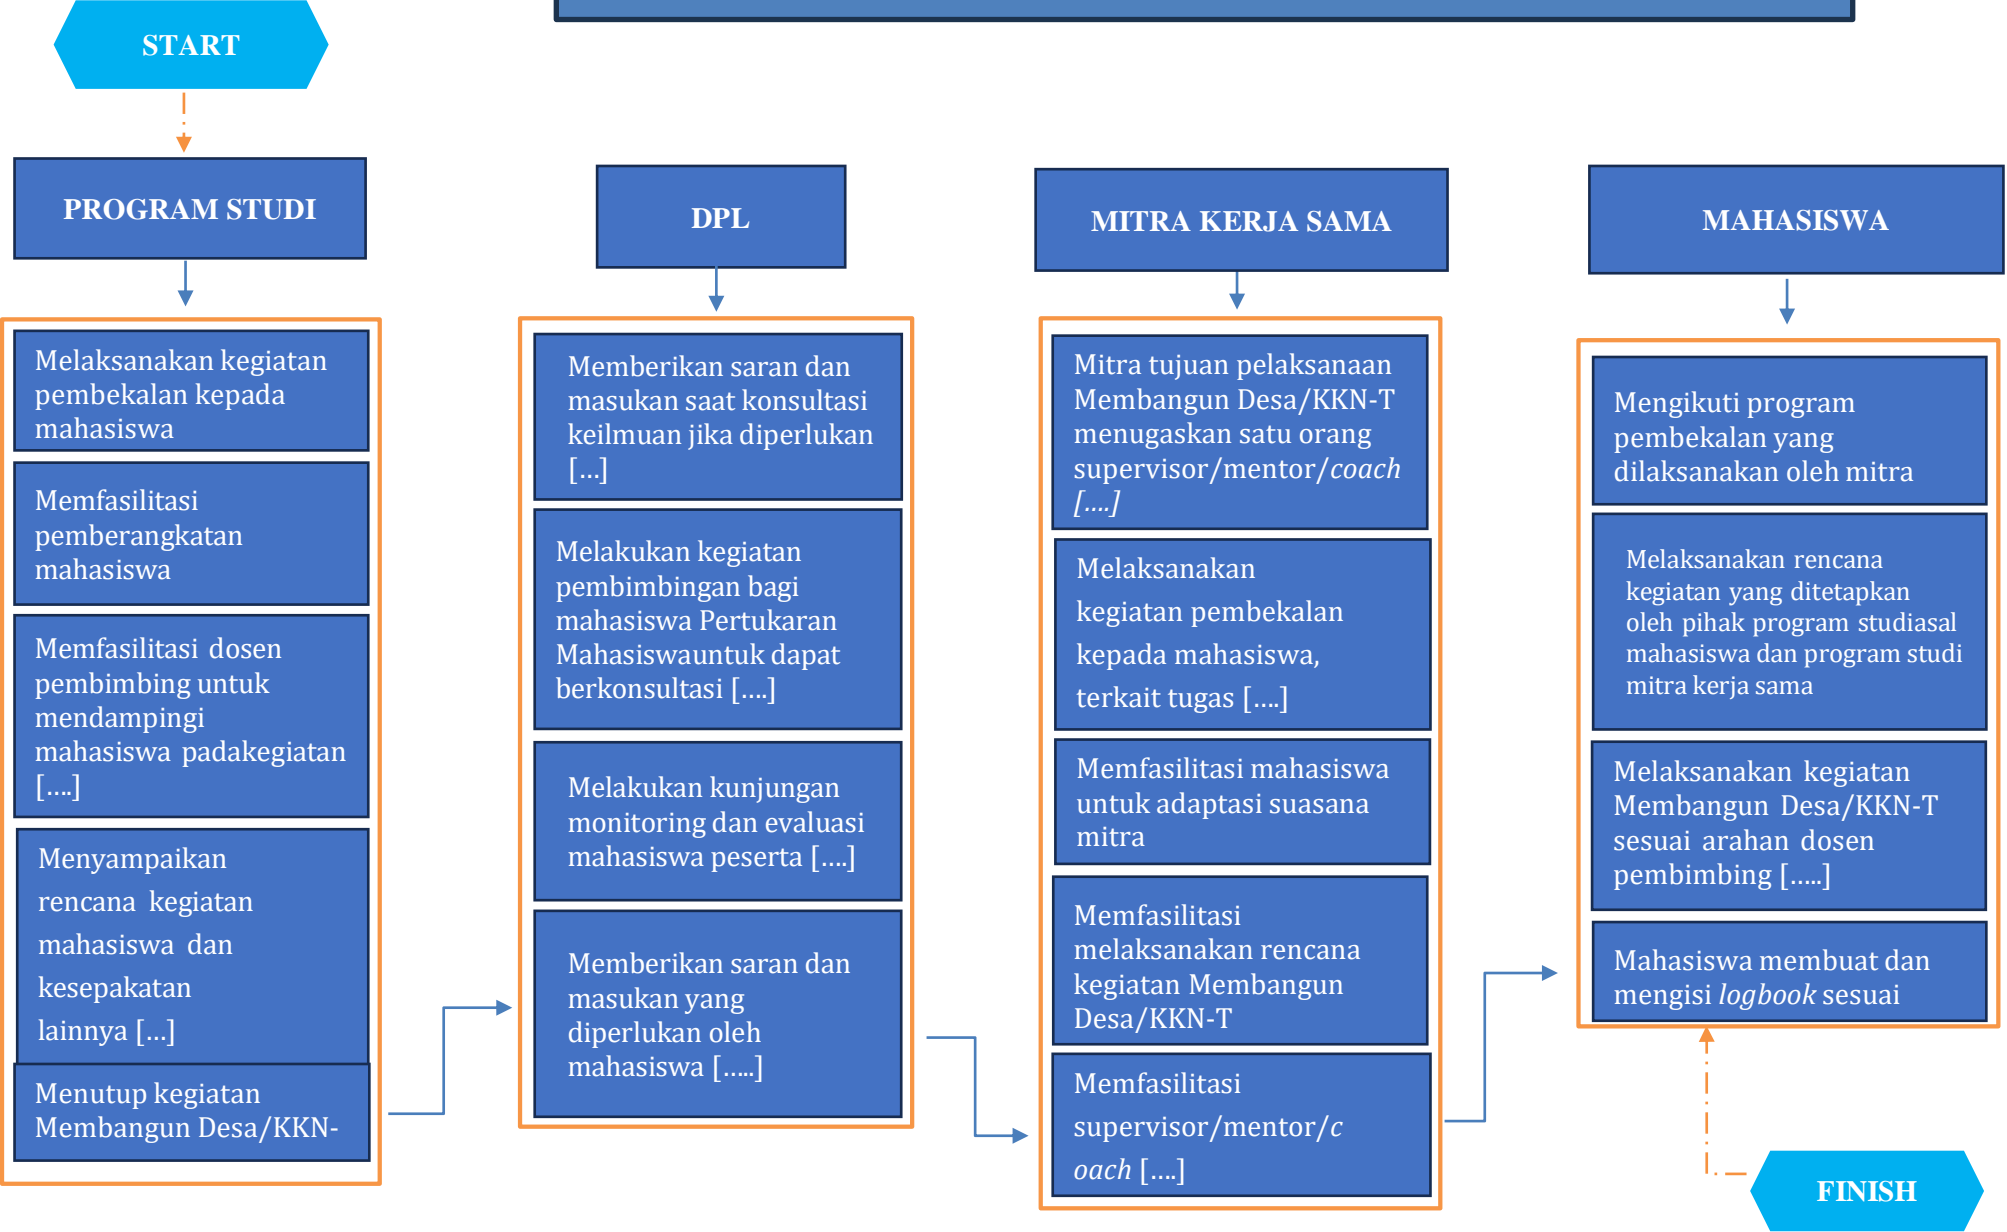 START
PROGRAM STUDI
Melaksanakan kegiatan
pembekalan kepada
mahasiswa
Memfasilitasi
pemberangkatan
mahasiswa
Memfasilitasi dosen
pembimbing untuk
mendampingi
mahasiswa padakegiatan
[....]
Menyampaikan
rencana kegiatan
mahasiswa dan
kesepakatan
lainnya [...]
Menutup kegiatan
Membangun Desa/KKN-
DPL
Memberikan saran dan
masukan saat konsultasi
keilmuan jika diperlukan
[...]
Melakukan kegiatan
pembimbingan bagi
mahasiswa Pertukaran
Mahasiswauntuk dapat
berkonsultasi [....]
Melakukan kunjungan
monitoring dan evaluasi
mahasiswa peserta [....]
Memberikan saran dan
masukan yang
diperlukan oleh
mahasiswa [.....]
MITRA KERJA SAMA
Mitra tujuan pelaksanaan
Membangun Desa/KKN-T
menugaskan satu orang
supervisor/mentor/coach
[....]
Melaksanakan
kegiatan pembekalan
kepada mahasiswa,
terkait tugas [....]
Memfasilitasi mahasiswa
untuk adaptasi suasana
mitra
Memfasilitasi
melaksanakan rencana
kegiatan Membangun
Desa/KKN-T
Memfasilitasi
supervisor/mentor/c
oach [....]
MAHASISWA
Mengikuti program
pembekalan yang
dilaksanakan oleh mitra
Melaksanakan rencana
kegiatan yang ditetapkan
oleh pihak program studiasal
mahasiswa dan program studi
mitra kerja sama
Melaksanakan kegiatan
Membangun Desa/KKN-T
sesuai arahan dosen
pembimbing [.....]
Mahasiswa membuat dan
mengisi logbook sesuai
FINISH